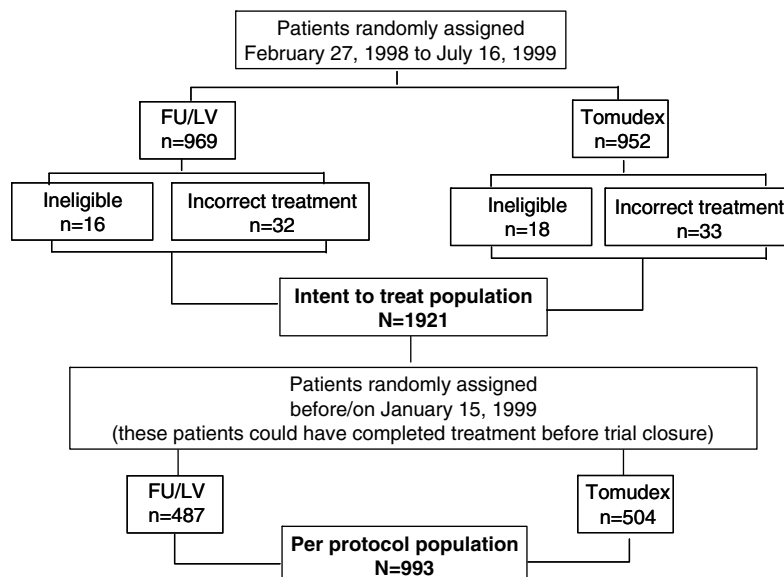 Patients randomly assigned
February 27, 1998 to July 16, 1999
FU/LV
n=969
Tomudex
n=952
Ineligible
n=16
Incorrect treatment
n=32
Ineligible
n=18
Incorrect treatment
n=33
Intent to treat population
N=1921
Patients randomly assigned
before/on January 15, 1999
(these patients could have completed treatment before trial closure)
FU/LV
n=487
Tomudex
n=504
Per protocol population
N=993